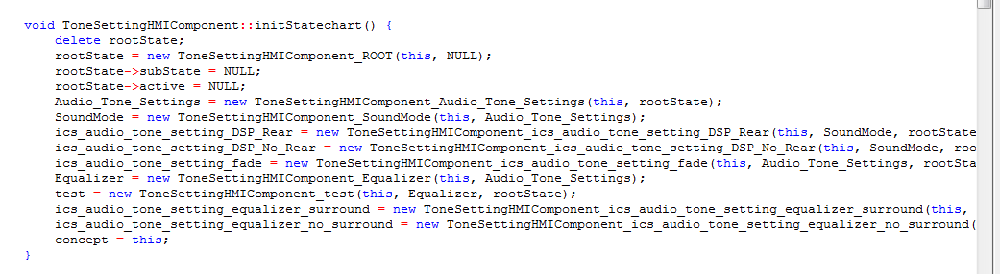 void ToneSettingHMIComponent::initStatechart() {
    delete rootState;
    rootState = new ToneSettingHMIComponent_ROOT(this, NULL);
    rootState->subState = NULL;
    rootState->active = NULL;
    Audio_Tone_Settings = new ToneSettingHMIComponent_Audio_Tone_Settings(this, rootState);
    SoundMode = new ToneSettingHMIComponent_SoundMode(this, Audio_Tone_Settings);
    ics_audio_tone_setting_DSP_Rear = new ToneSettingHMIComponent_ics_audio_tone_setting_DSP_Rear(this, SoundMode, rootState
    ics_audio_tone_setting_DSP_No_Rear = new ToneSettingHMIComponent_ics_audio_tone_setting_DSP_No_Rear(this, SoundMode, roo
    ics_audio_tone_setting_fade = new ToneSettingHMIComponent_ics_audio_tone_setting_fade(this, Audio_Tone_Settings, rootSta
    Equalizer = new ToneSettingHMIComponent_Equalizer(this, Audio_Tone_Settings);
    test = new ToneSettingHMIComponent_test(this, Equalizer, rootState);
    ics_audio_tone_setting_equalizer_surround = new ToneSettingHMIComponent_ics_audio_tone_setting_equalizer_surround(this,
    ics_audio_tone_setting_equalizer_no_surround = new ToneSettingHMIComponent_ics_audio_tone_setting_equalizer_no_surround(
    concept = this;
}